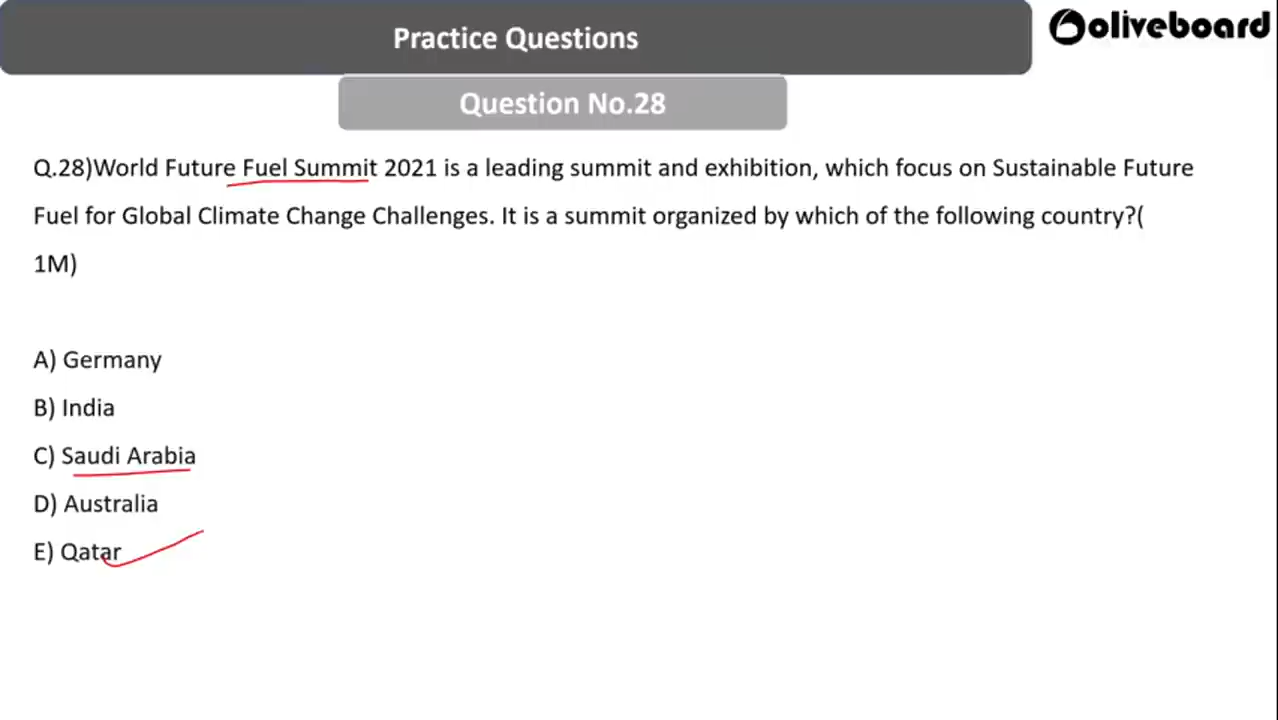 Practice Questions
oliveboard
Question No.28
Q.28)World Future Fuel Summit 2021 is a leading summit and exhibition, which focus on Sustainable Future
Fuel for Global Climate Change Challenges. It is a summit organized by which of the following country?(
1M)
A) Germany
B) India
C) Saudi Arabia
D) Australia
E) Qatar